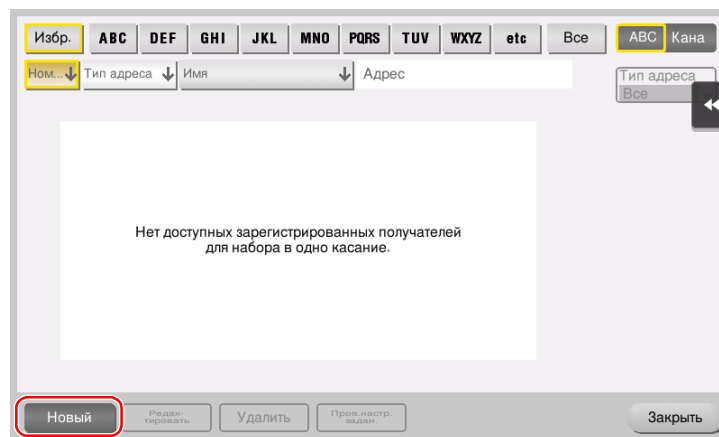 Избр. ABC DEF GHI JKL MNO PQRS TUV WXYZ etc Все ABC Кана
Ном... Тип адреса Имя Адрес
Тип адреса
Все
Нет доступных зарегистрированных получателей
для набора в одно касание.
Новый Редак-
тировать Удалить Пров.настр.
задан. Закрыть